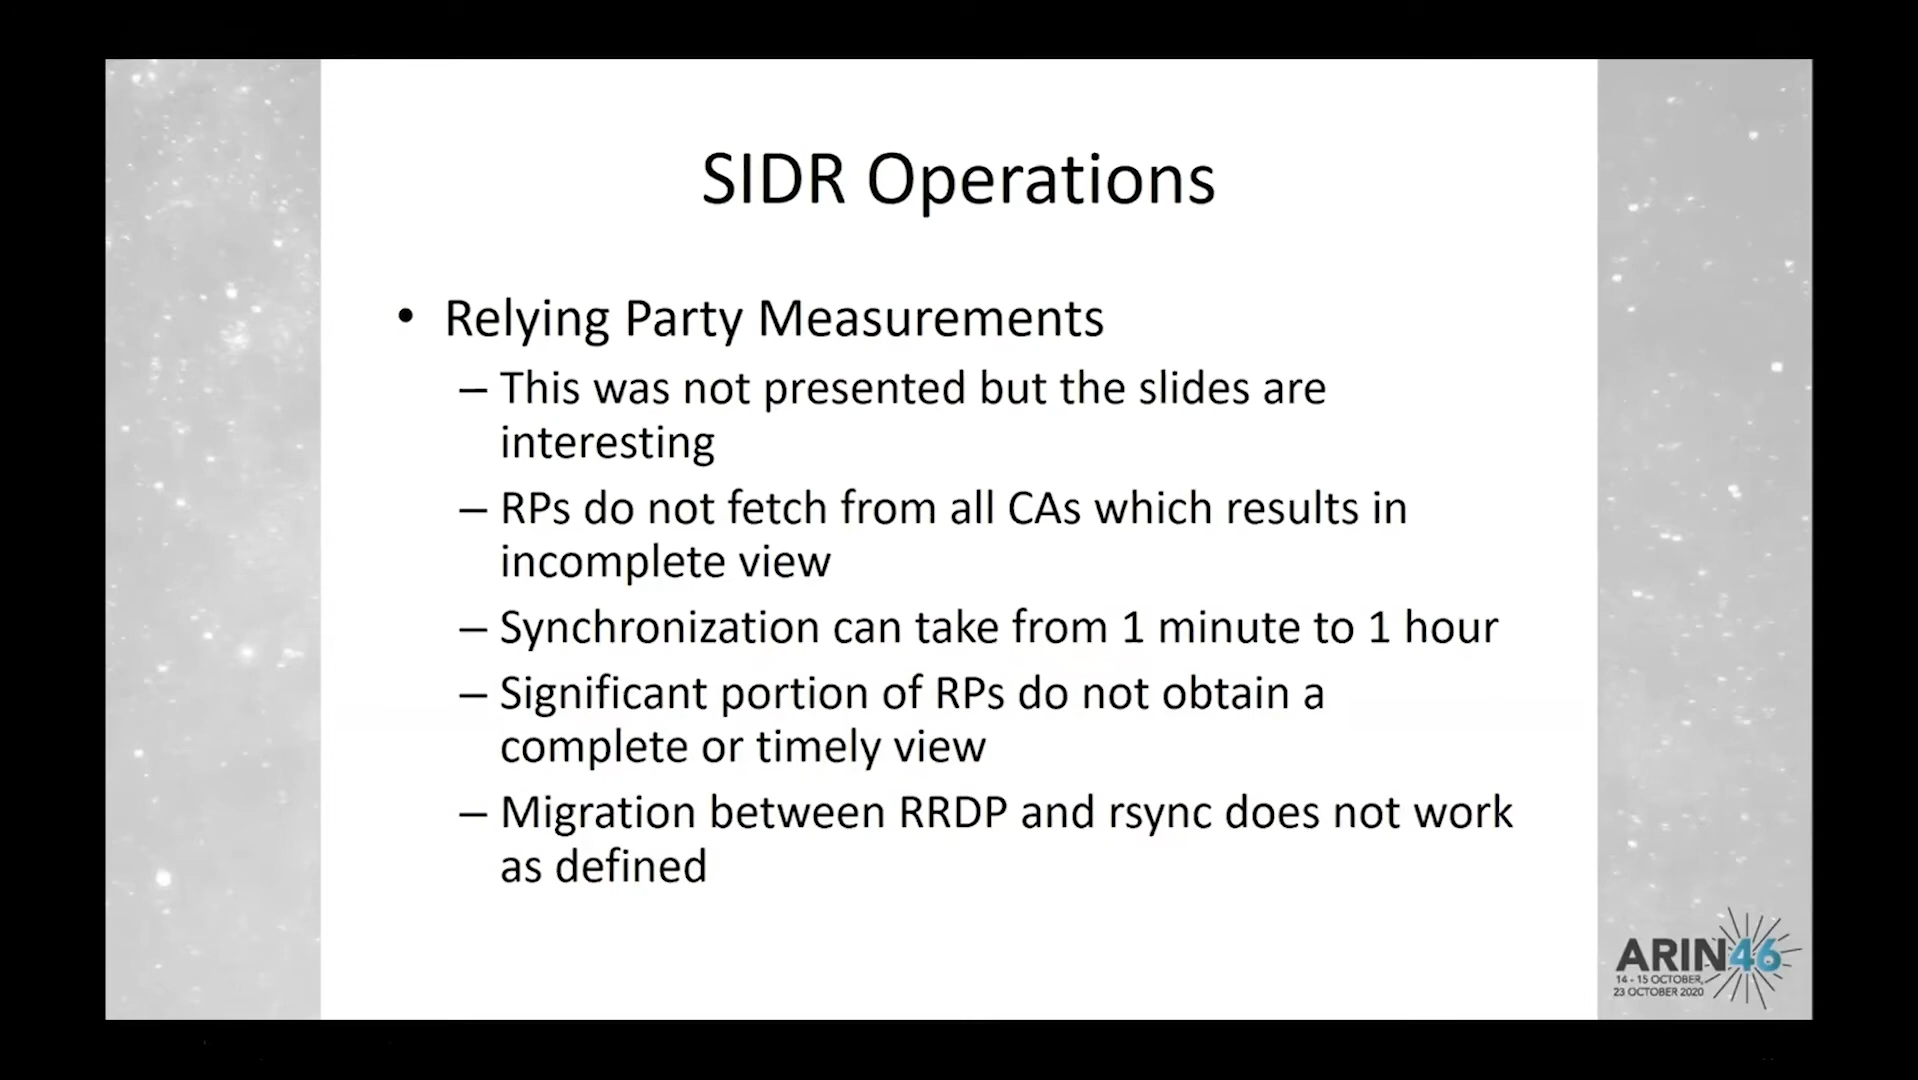 SIDR Operations
• Relying Party Measurements
– This was not presented but the slides are
interesting
– RPs do not fetch from all CAs which results in
incomplete view
– Synchronization can take from 1 minute to 1 hour
– Significant portion of RPs do not obtain a
complete or timely view
– Migration between RRDP and rsync does not work
as defined
ARIN46
14 - 15 OCTOBER,
23 OCTOBER 2020